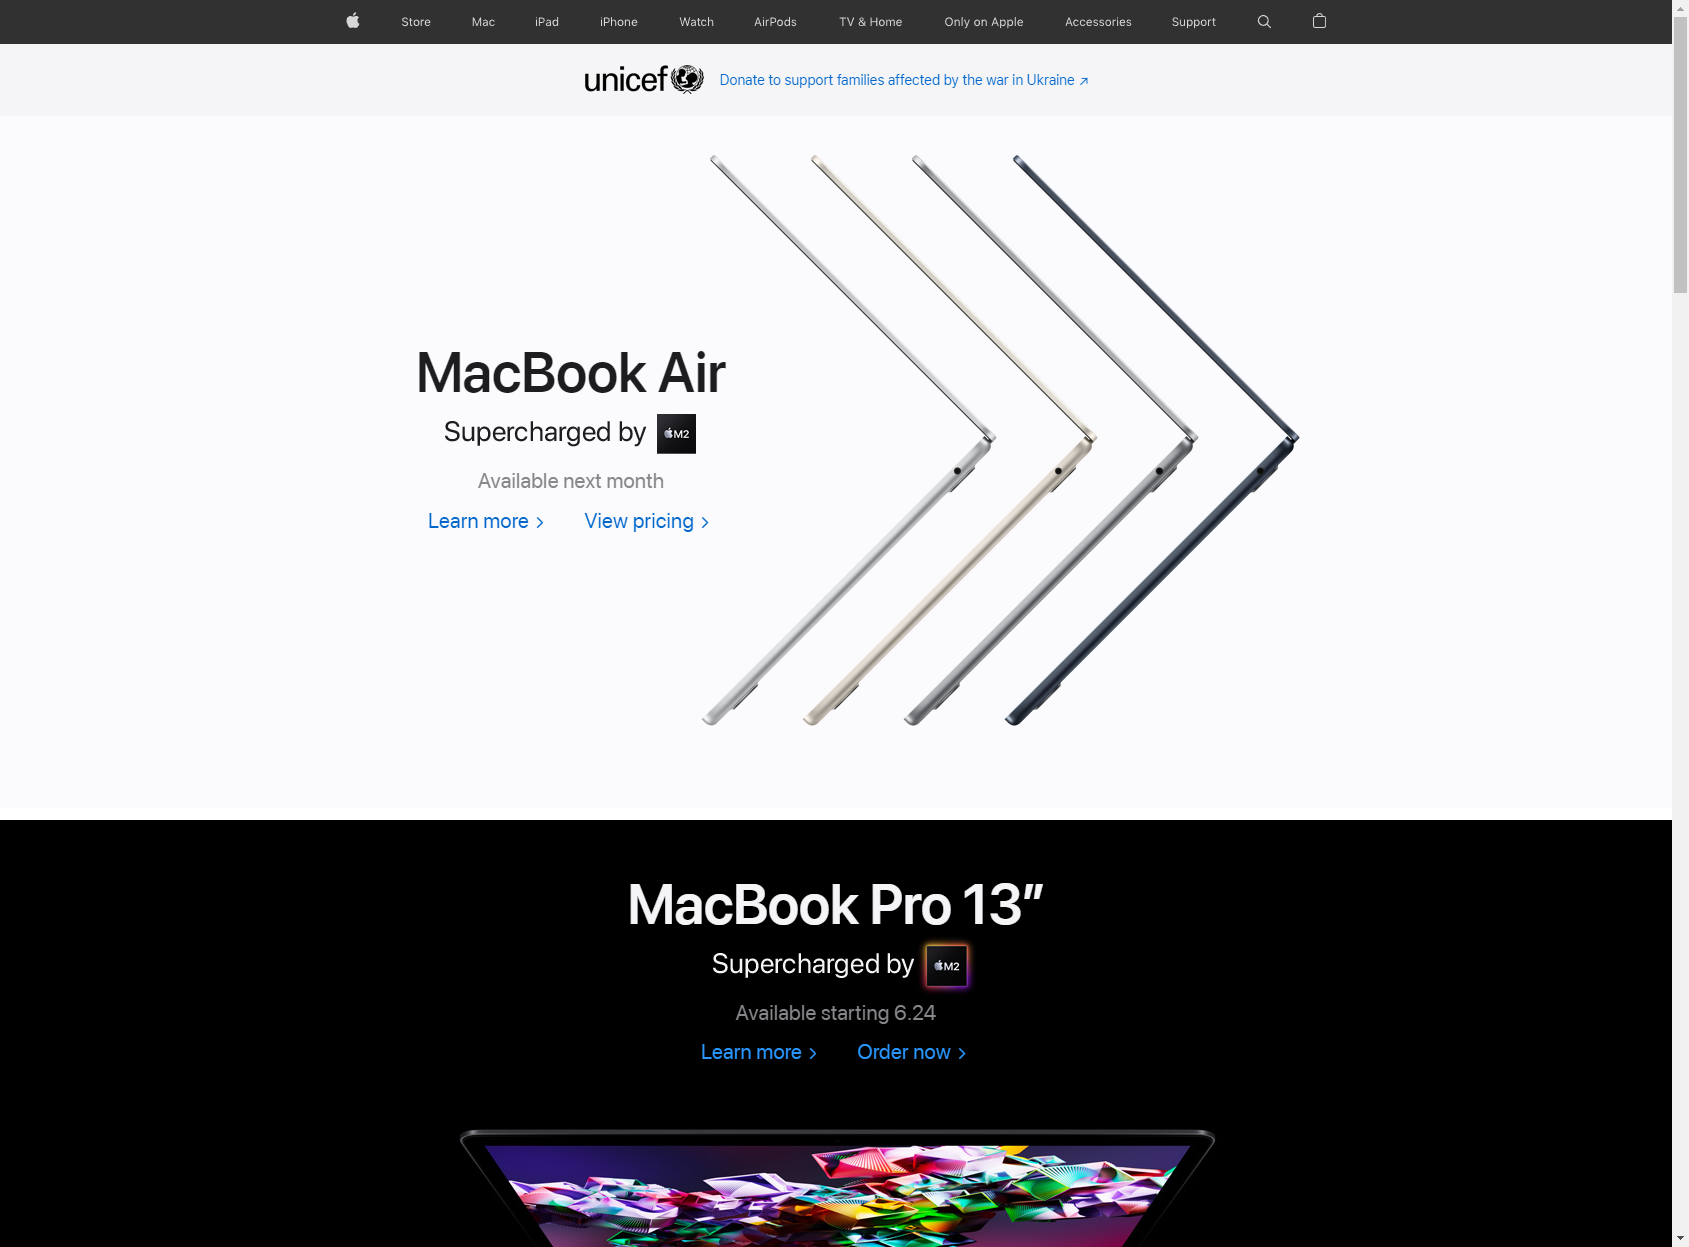 Store Mac iPad iPhone Watch AirPods TV & Home Only on Apple Accessories Support
unicef Donate to support families affected by the war in Ukraine ↗
MacBook Air
Supercharged by M2
Available next month
Learn more > View pricing >
MacBook Pro 13”
Supercharged by M2
Available starting 6.24
Learn more > Order now >